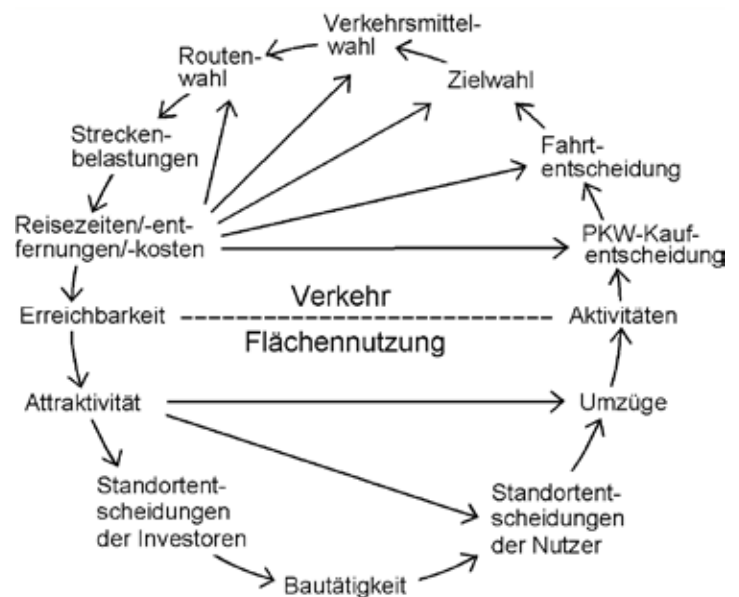 Verkehrsmittel-
wahl
Routen-
wahl
Zielwahl
Strecken-
belastungen
Fahrt-
entscheidung
Reisezeiten/-ent-
fernungen/-kosten
PKW-Kauf-
entscheidung
Erreichbarkeit
Verkehr
Flächennutzung
Aktivitäten
Attraktivität
Umzüge
Standortent-
scheidungen
der Investoren
Standortent-
scheidungen
der Nutzer
Bautätigkeit